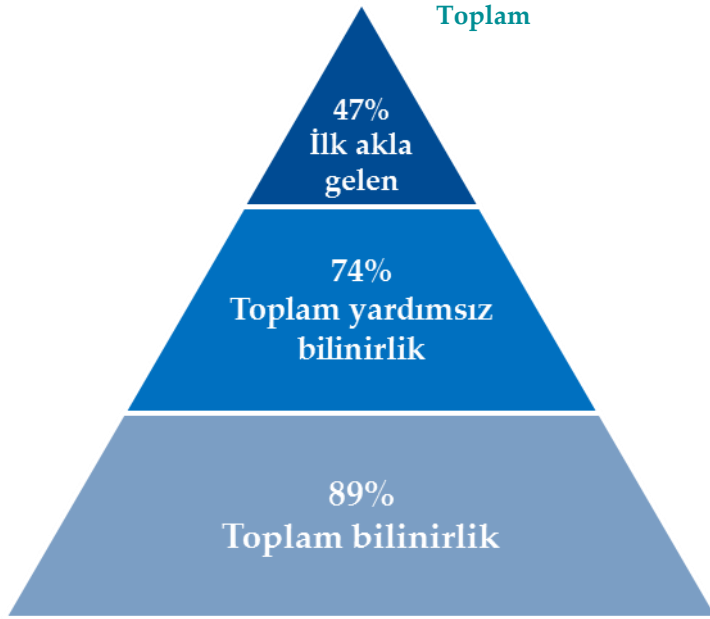 Toplam
47%
İlk akla
gelen
74%
Toplam yardımsız
bilinirlik
89%
Toplam bilinirlik